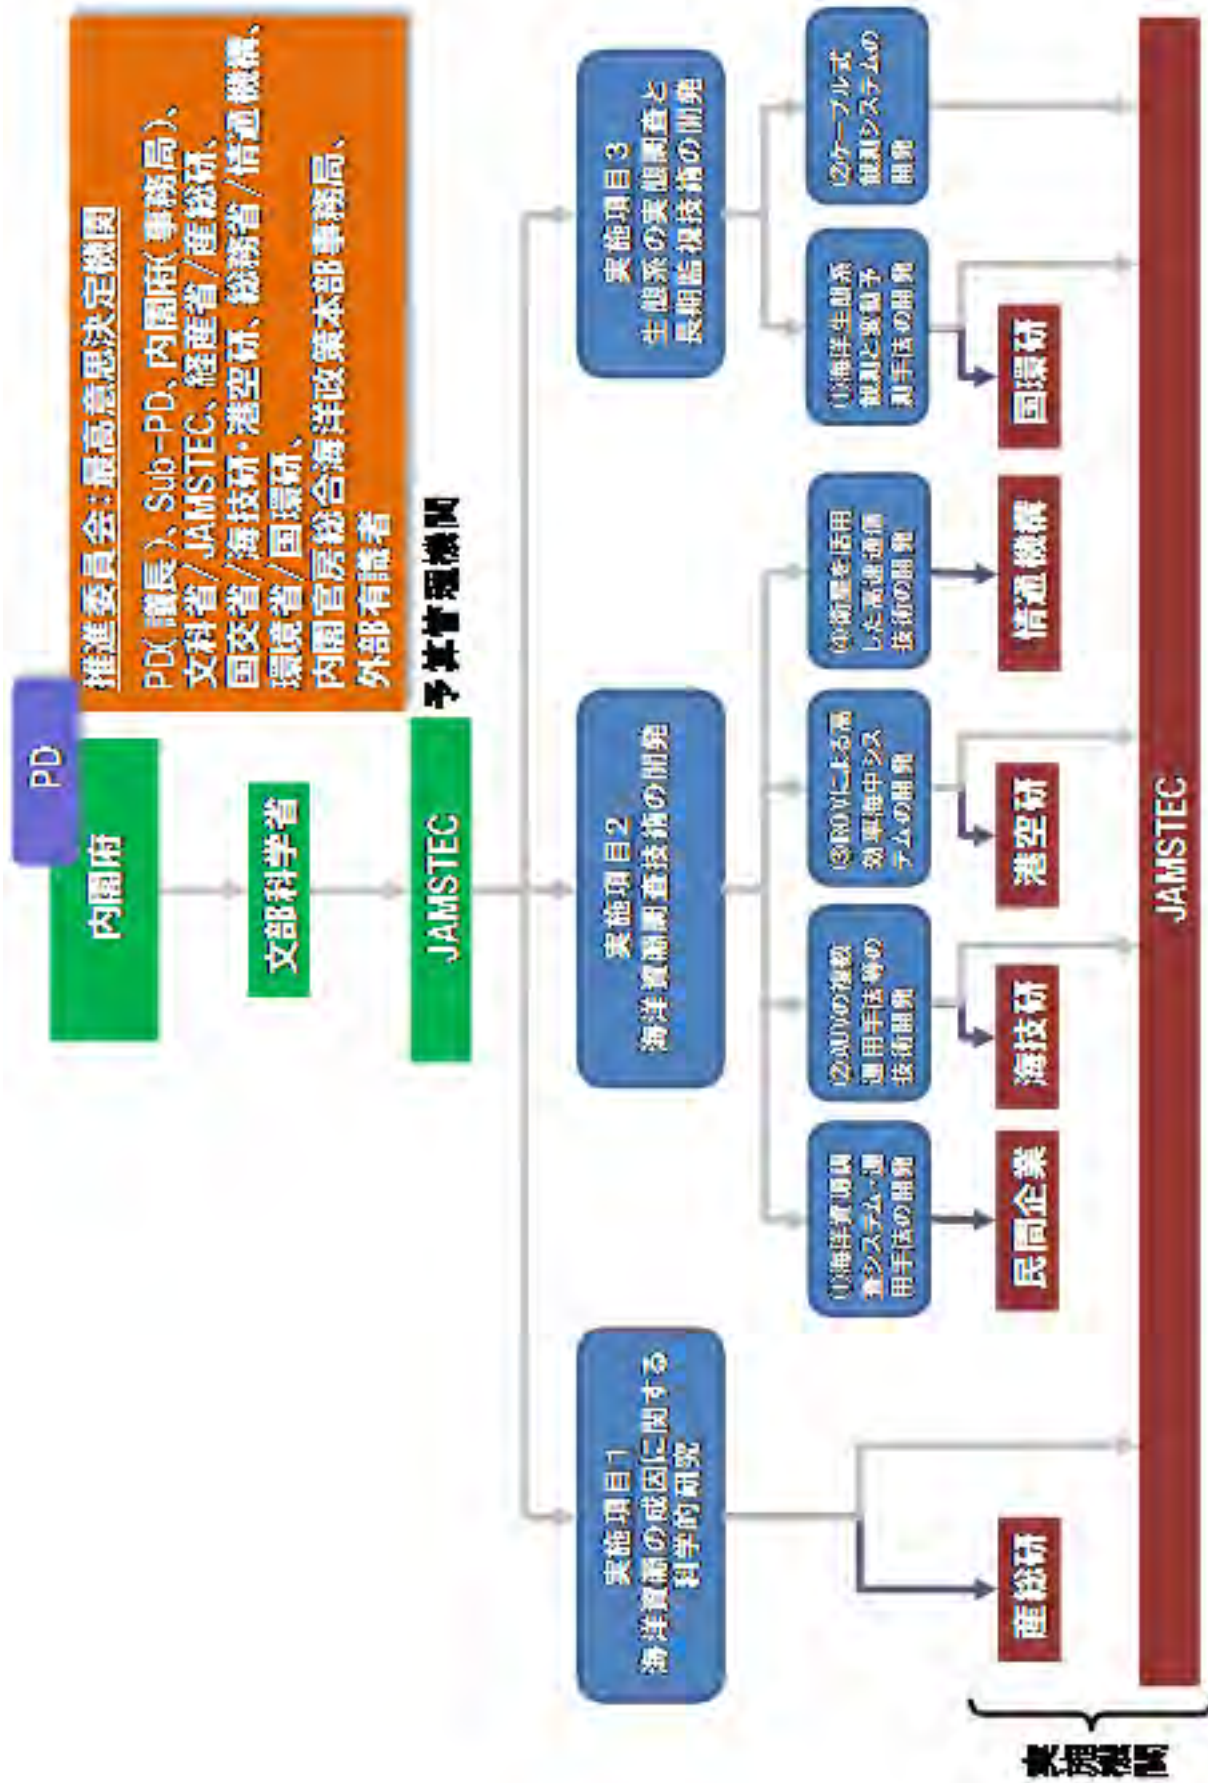 PD
内閣府
推進委員会：最高意思決定機関
PD（議長）、Sub-PD、内閣府（事務局）、
文科省／JAMSTEC、経産省／産総研、
国交省／海技研・港空研、総務省／情通機構、
環境省／国環研、
内閣官房総合海洋政策本部事務局、
外部有識者
文部科学省
JAMSTEC
予算管理機関
実施項目1
海洋資源の成因に関する
科学的研究
実施項目2
海洋資源調査技術の開発
実施項目3
生態系の実態調査と
長期監視技術の開発
(1)海洋資源調
査システム・運
用手法の開発
(2)AUVの複数
運用手法等の
技術開発
(3)ROVによる高
効率海中シス
テムの開発
(4)衛星を活用
した高速通信
技術の開発
(1)海洋生態系
観測と変動予
測手法の開発
(2)ケーブル式
観測システムの
開発
産総研
民間企業
海技研
港空研
情通機構
国環研
JAMSTEC
実施機関